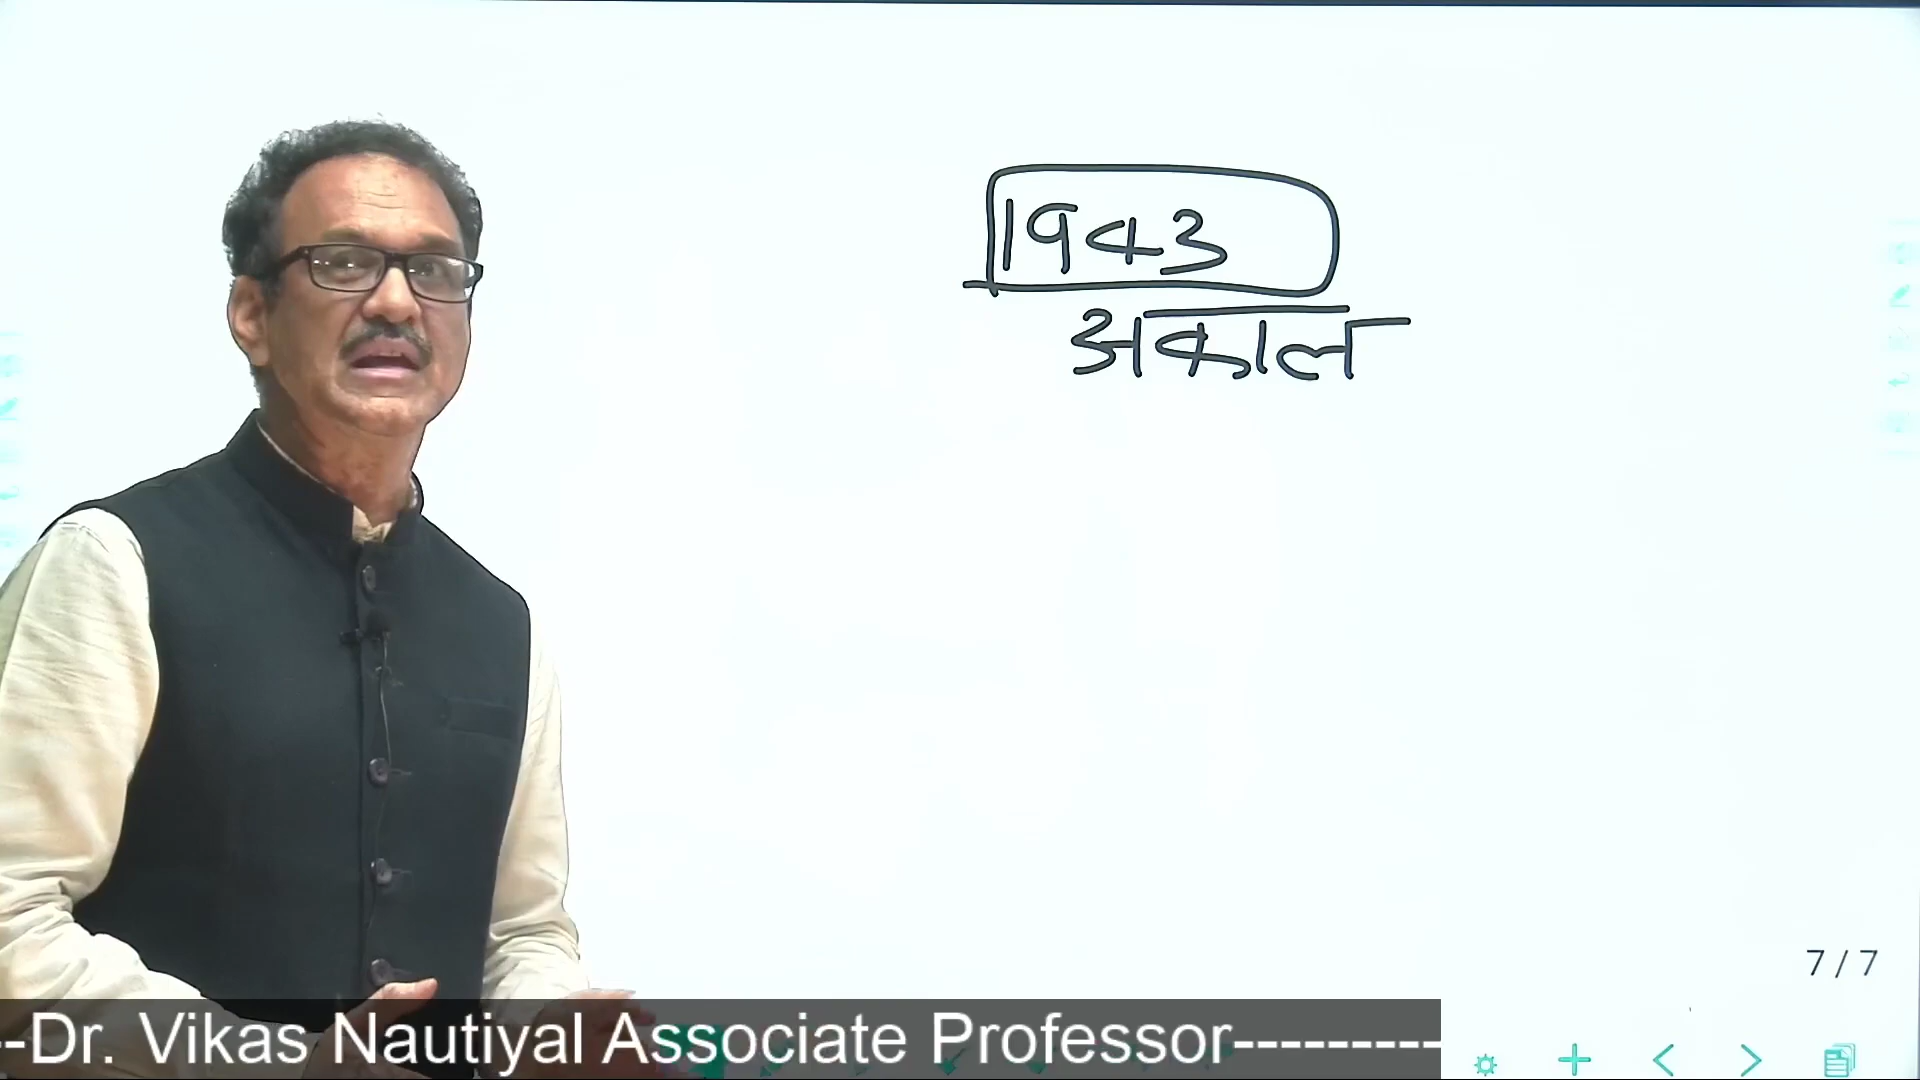 1943
अकाल
7/7
--Dr. Vikas Nautiyal Associate Professor---------